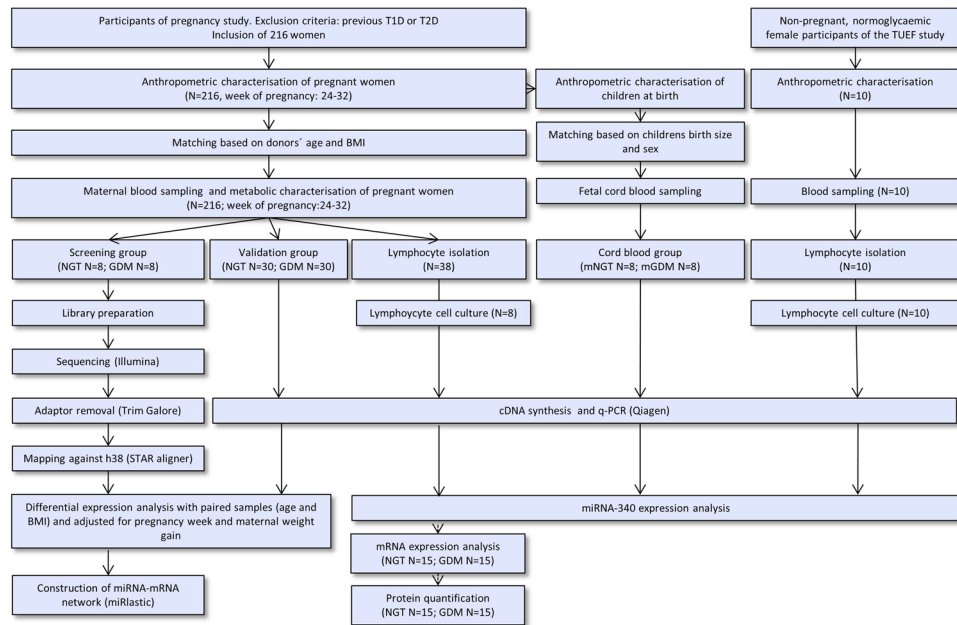 Participants of pregnancy study. Exclusion criteria: previous T1D or T2D
Inclusion of 216 women
Non-pregnant, normoglycaemic
female participants of the TUEF study
Anthropometric characterisation of pregnant women
(N=216, week of pregnancy: 24-32)
Anthropometric characterisation of
children at birth
Anthropometric characterisation
(N=10)
Matching based on donors´ age and BMI
Matching based on childrens birth size
and sex
Maternal blood sampling and metabolic characterisation of pregnant women
(N=216; week of pregnancy:24-32)
Fetal cord blood sampling
Blood sampling (N=10)
Screening group
(NGT N=8; GDM N=8)
Validation group
(NGT N=30; GDM N=30)
Lymphocyte isolation
(N=38)
Cord blood group
(mNGT N=8; mGDM N=8)
Lymphocyte isolation
(N=10)
Library preparation
Lymphoycyte cell culture (N=8)
Lymphocyte cell culture (N=10)
Sequencing (Illumina)
Adaptor removal (Trim Galore)
cDNA synthesis and q-PCR (Qiagen)
Mapping against h38 (STAR aligner)
Differential expression analysis with paired samples (age and
BMI) and adjusted for pregnancy week and maternal weight
gain
miRNA-340 expression analysis
mRNA expression analysis
(NGT N=15; GDM N=15)
Construction of miRNA-mRNA
network (miRlastic)
Protein quantification
(NGT N=15; GDM N=15)